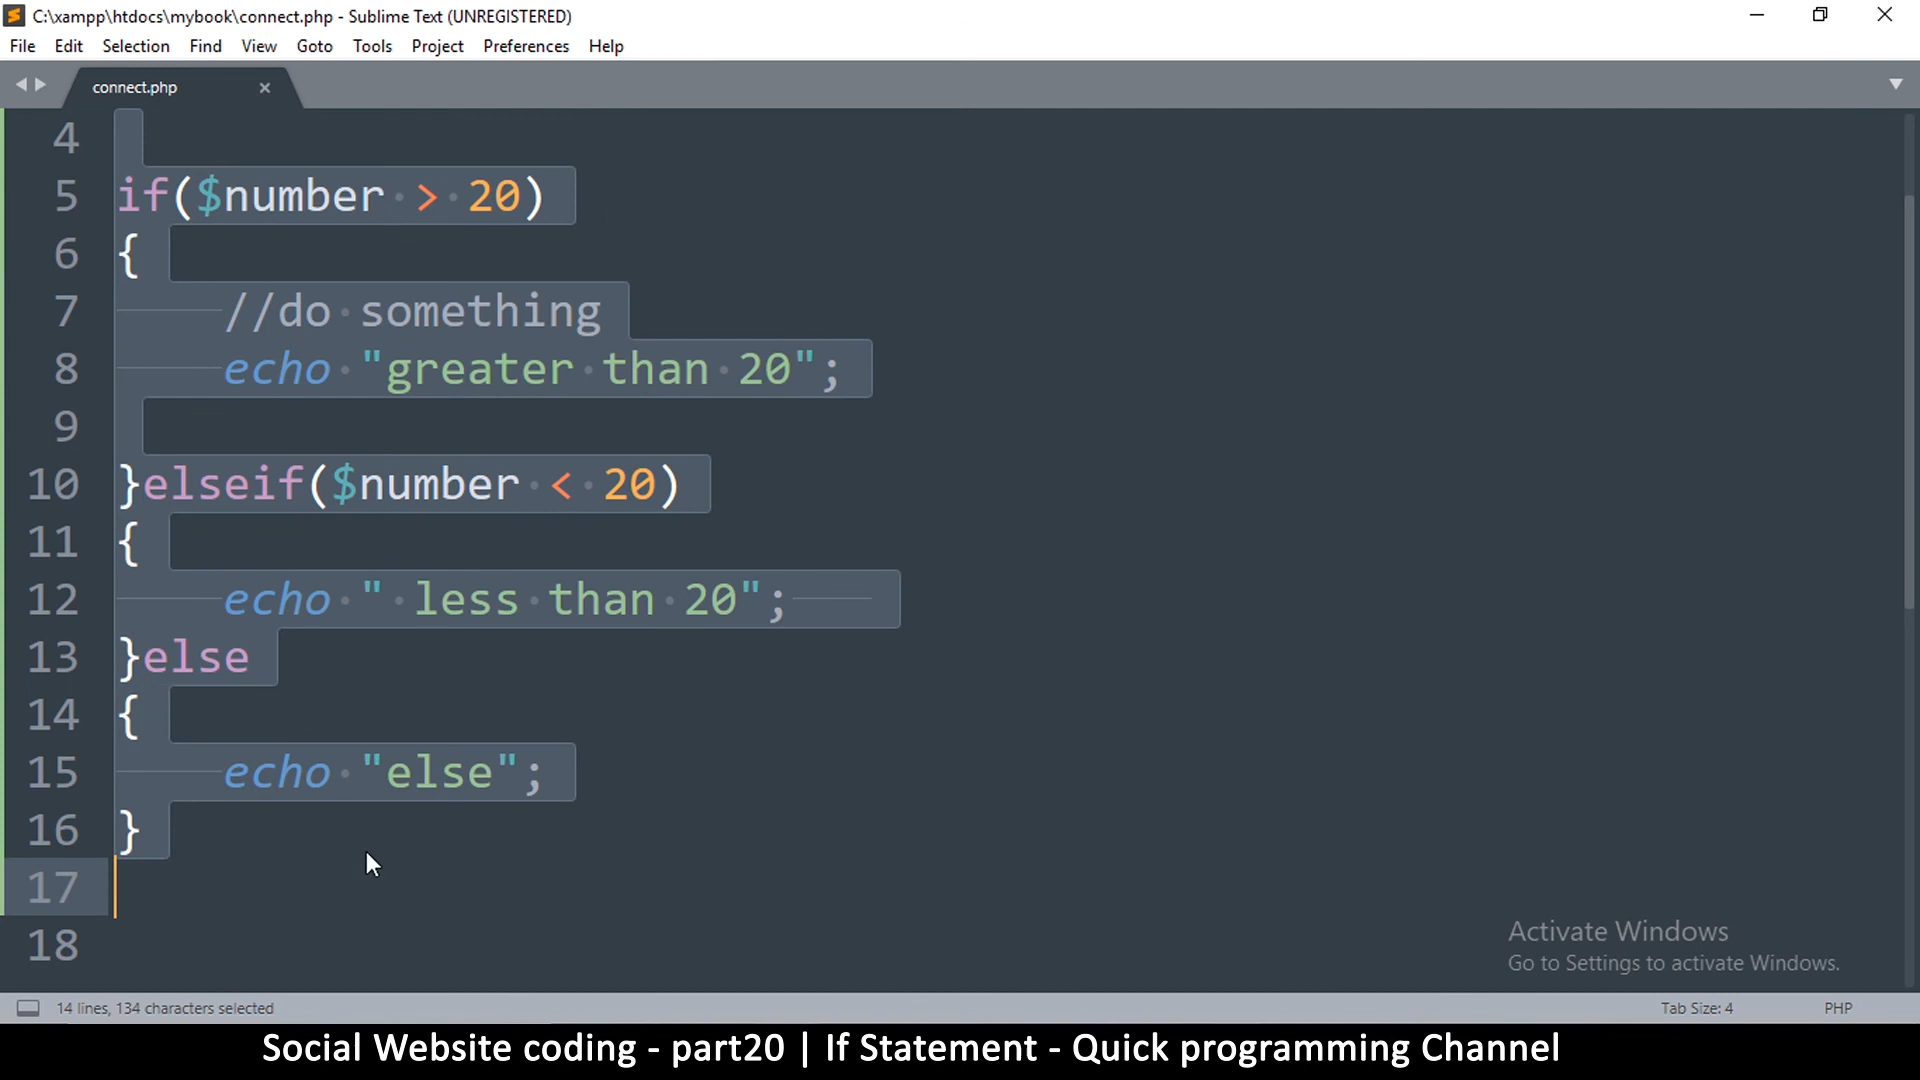 C:\xampp\htdocs\mybook\connect.php - Sublime Text (UNREGISTERED)
File Edit Selection Find View Goto Tools Project Preferences Help
connect.php
4
5 if($number > 20)
6 {
7 //do something
8 echo "greater than 20";
9
10 }elseif($number < 20)
11 {
12 echo " less than 20";
13 }else
14 {
15 echo "else";
16 }
17
18
Activate Windows
Go to Settings to activate Windows.
14 lines, 134 characters selected Tab Size: 4 PHP
Social Website coding - part20 | If Statement - Quick programming Channel